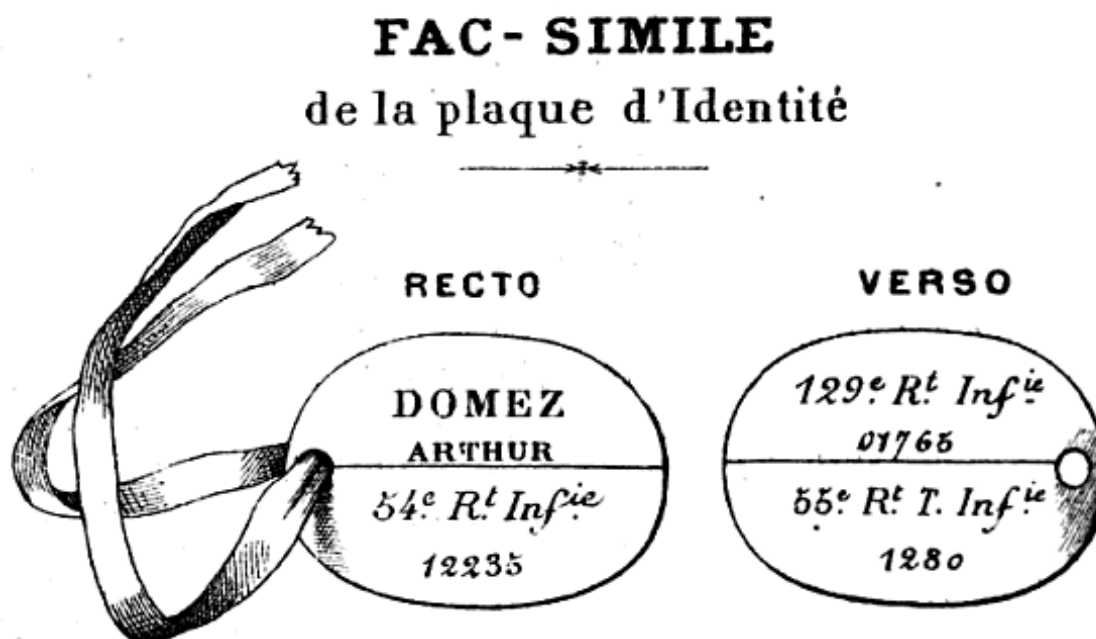 FAC-SIMILE
de la plaque d'Identité
RECTO
DOMEZ
ARTHUR
54e Rt Infie
12235
VERSO
129e Rt Infie
01765
55e Rt T. Infie
1280